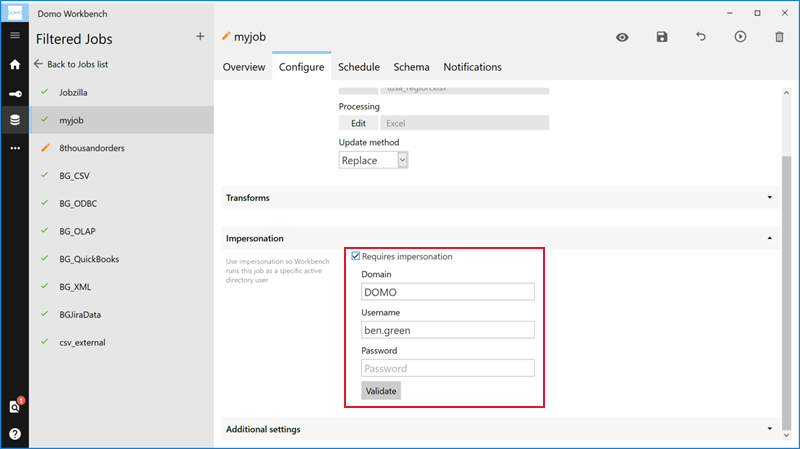 DOMO
Domo Workbench
Filtered Jobs
Back to Jobs list
Jobzilla
myjob
8thousandorders
BG_CSV
BG_ODBC
BG_OLAP
BG_QuickBooks
BG_XML
BGJiraData
csv_external
1
myjob
Overview Configure Schedule Schema Notifications
\usa_region.xlsx
Processing
Edit Excel
Update method
Replace
Transforms
Impersonation
Use impersonation so Workbench
runs this job as a specific active
directory user
Requires impersonation
Domain
DOMO
Username
ben.green
Password
Password
Validate
Additional settings